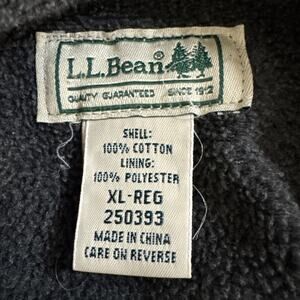 L.L.Bean®
QUALITY GUARANTEED SINCE 1912
SHELL:
100% COTTON
LINING:
100% POLYESTER
XL-REG
250393
MADE IN CHINA
CARE ON REVERSE